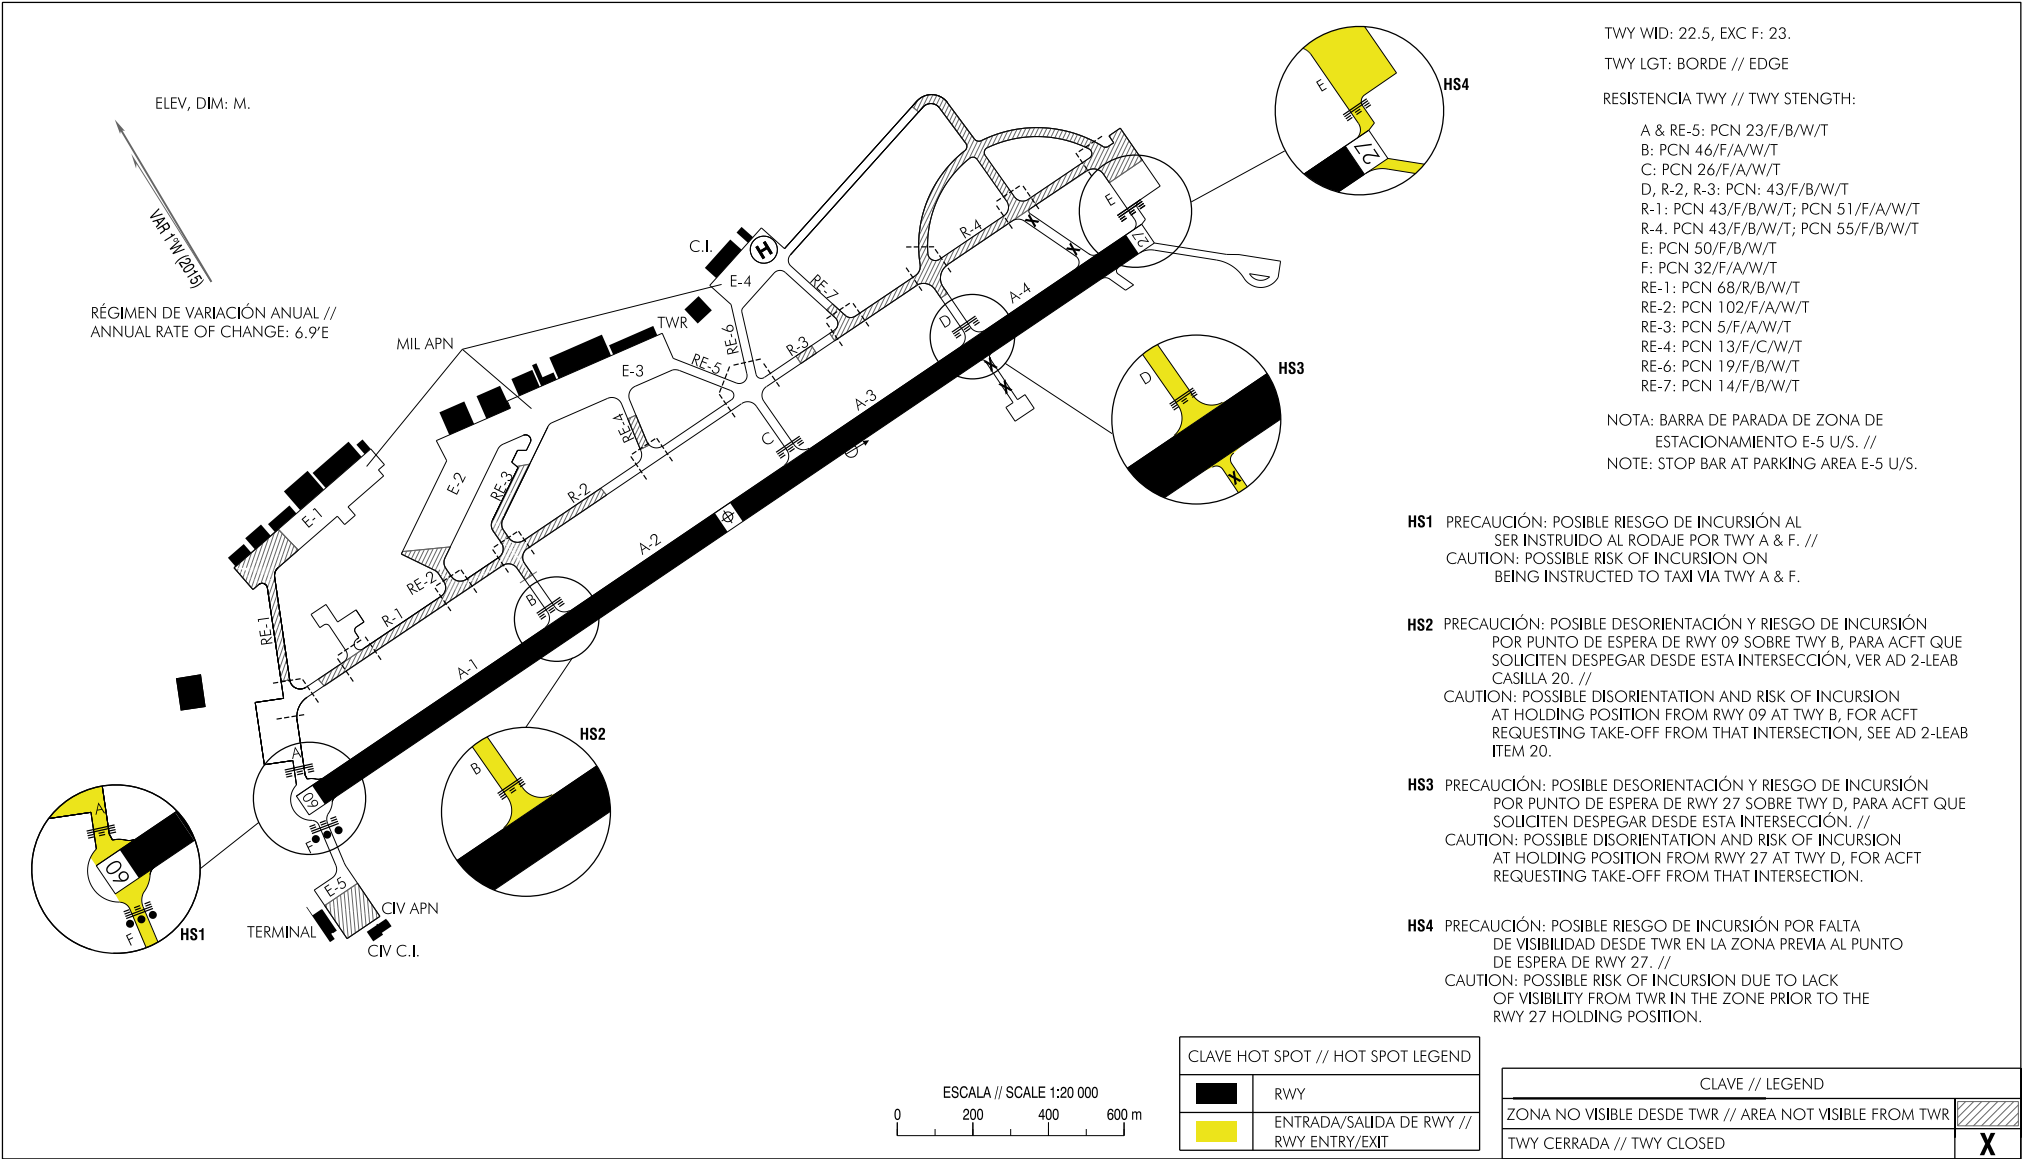 ELEV, DIM: M.
VAR 1°W (2015)
RÉGIMEN DE VARIACIÓN ANUAL //
ANNUAL RATE OF CHANGE: 6.9'E
MIL APN
C.I.
H
E-4
TWR
RE-7
RE-6
RE-5
R-3
R-4
E
27
A-4
D
X
X
X
X
E-3
A-3
C
RE-4
RE-3
E-2
R-2
A-2
E-1
RE-2
B
R-1
RE-1
A-1
A
09
F
E-5
CIV APN
TERMINAL
CIV C.I.
A
09
F
HS1
B
HS2
D
X
HS3
E
27
HS4
TWY WID: 22.5, EXC F: 23.
TWY LGT: BORDE // EDGE
RESISTENCIA TWY // TWY STENGTH:
A & RE-5: PCN 23/F/B/W/T
B: PCN 46/F/A/W/T
C: PCN 26/F/A/W/T
D, R-2, R-3: PCN: 43/F/B/W/T
R-1: PCN 43/F/B/W/T; PCN 51/F/A/W/T
R-4. PCN 43/F/B/W/T; PCN 55/F/B/W/T
E: PCN 50/F/B/W/T
F: PCN 32/F/A/W/T
RE-1: PCN 68/R/B/W/T
RE-2: PCN 102/F/A/W/T
RE-3: PCN 5/F/A/W/T
RE-4: PCN 13/F/C/W/T
RE-6: PCN 19/F/B/W/T
RE-7: PCN 14/F/B/W/T
NOTA: BARRA DE PARADA DE ZONA DE
ESTACIONAMIENTO E-5 U/S. //
NOTE: STOP BAR AT PARKING AREA E-5 U/S.
HS1 PRECAUCIÓN: POSIBLE RIESGO DE INCURSIÓN AL
SER INSTRUIDO AL RODAJE POR TWY A & F. //
CAUTION: POSSIBLE RISK OF INCURSION ON
BEING INSTRUCTED TO TAXI VIA TWY A & F.
HS2 PRECAUCIÓN: POSIBLE DESORIENTACIÓN Y RIESGO DE INCURSIÓN
POR PUNTO DE ESPERA DE RWY 09 SOBRE TWY B, PARA ACFT QUE
SOLICITEN DESPEGAR DESDE ESTA INTERSECCIÓN, VER AD 2-LEAB
CASILLA 20. //
CAUTION: POSSIBLE DISORIENTATION AND RISK OF INCURSION
AT HOLDING POSITION FROM RWY 09 AT TWY B, FOR ACFT
REQUESTING TAKE-OFF FROM THAT INTERSECTION, SEE AD 2-LEAB
ITEM 20.
HS3 PRECAUCIÓN: POSIBLE DESORIENTACIÓN Y RIESGO DE INCURSIÓN
POR PUNTO DE ESPERA DE RWY 27 SOBRE TWY D, PARA ACFT QUE
SOLICITEN DESPEGAR DESDE ESTA INTERSECCIÓN. //
CAUTION: POSSIBLE DISORIENTATION AND RISK OF INCURSION
AT HOLDING POSITION FROM RWY 27 AT TWY D, FOR ACFT
REQUESTING TAKE-OFF FROM THAT INTERSECTION.
HS4 PRECAUCIÓN: POSIBLE RIESGO DE INCURSIÓN POR FALTA
DE VISIBILIDAD DESDE TWR EN LA ZONA PREVIA AL PUNTO
DE ESPERA DE RWY 27. //
CAUTION: POSSIBLE RISK OF INCURSION DUE TO LACK
OF VISIBILITY FROM TWR IN THE ZONE PRIOR TO THE
RWY 27 HOLDING POSITION.
ESCALA // SCALE 1:20 000
0 200 400 600 m
CLAVE HOT SPOT // HOT SPOT LEGEND
RWY
ENTRADA/SALIDA DE RWY //
RWY ENTRY/EXIT
CLAVE // LEGEND
ZONA NO VISIBLE DESDE TWR // AREA NOT VISIBLE FROM TWR
TWY CERRADA // TWY CLOSED X